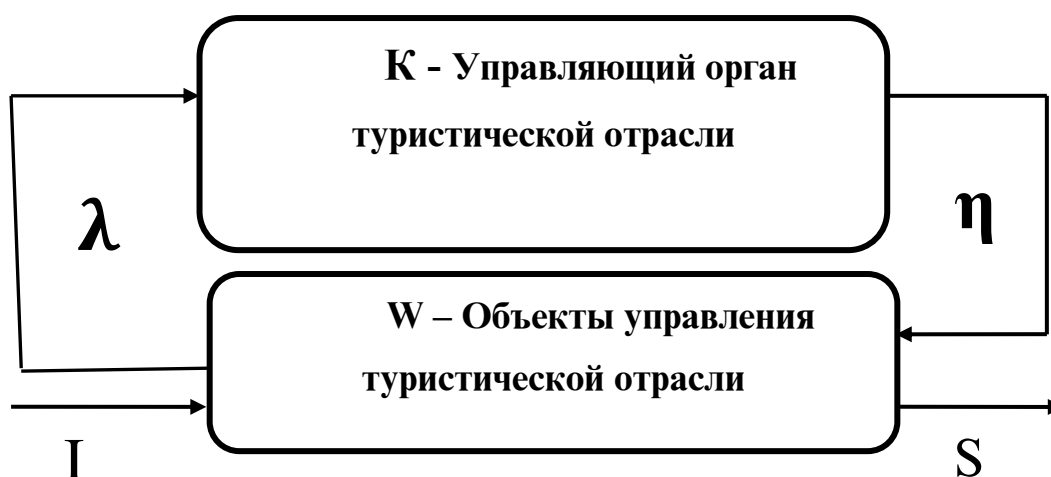 К - Управляющий орган
туристической отрасли
λ
η
W – Объекты управления
туристической отрасли
I
S